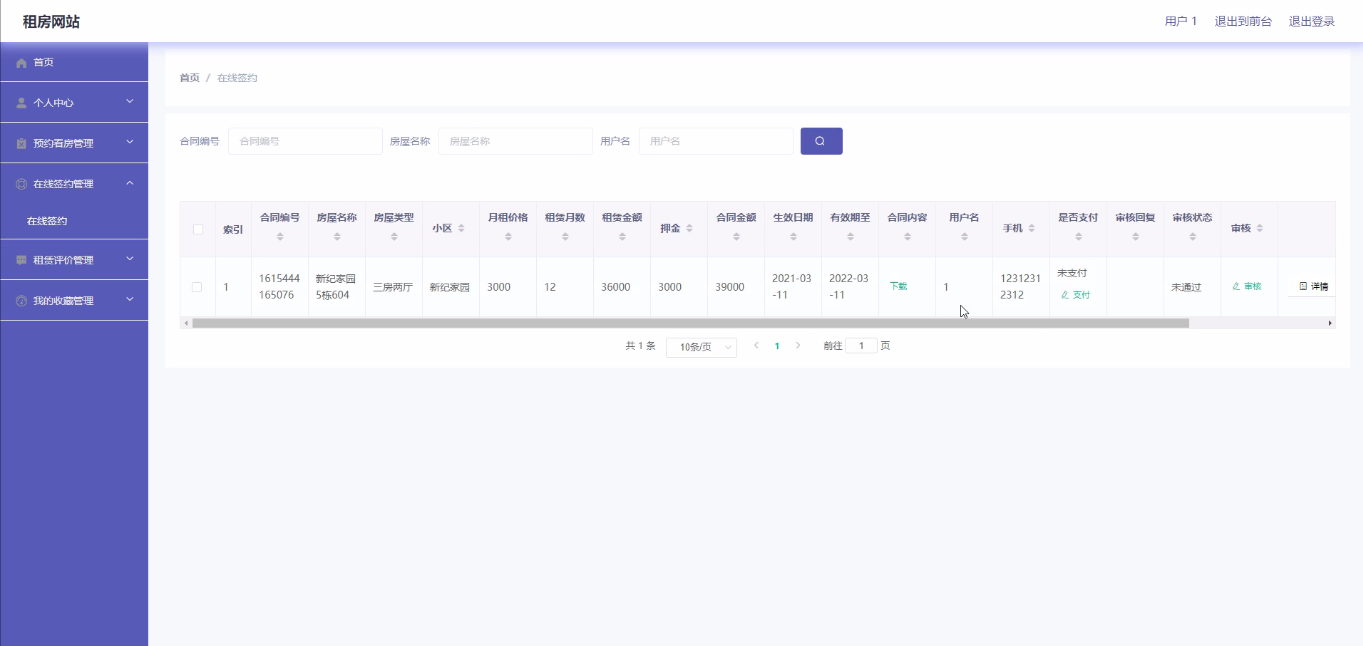 租房网站
用户 1 退出到前台 退出登录
首页
个人中心
预约看房管理
在线签约管理
在线签约
租赁评价管理
我的收藏管理
首页 / 在线签约
合同编号 合同编号 房屋名称 房屋名称 用户名 用户名
索引 合同编号 房屋名称 房屋类型 小区 月租价格 租赁月数 租赁金额 押金 合同金额 生效日期 有效期至 合同内容 用户名 手机 是否支付 审核回复 审核状态 审核
1 1615444165076 新纪家园5栋604 三房两厅 新纪家园 3000 12 36000 3000 39000 2021-03-11 2022-03-11 下载 1 12312312312 未支付 支付 未通过 审核 详情
共 1 条 10条/页 1 前往 1 页